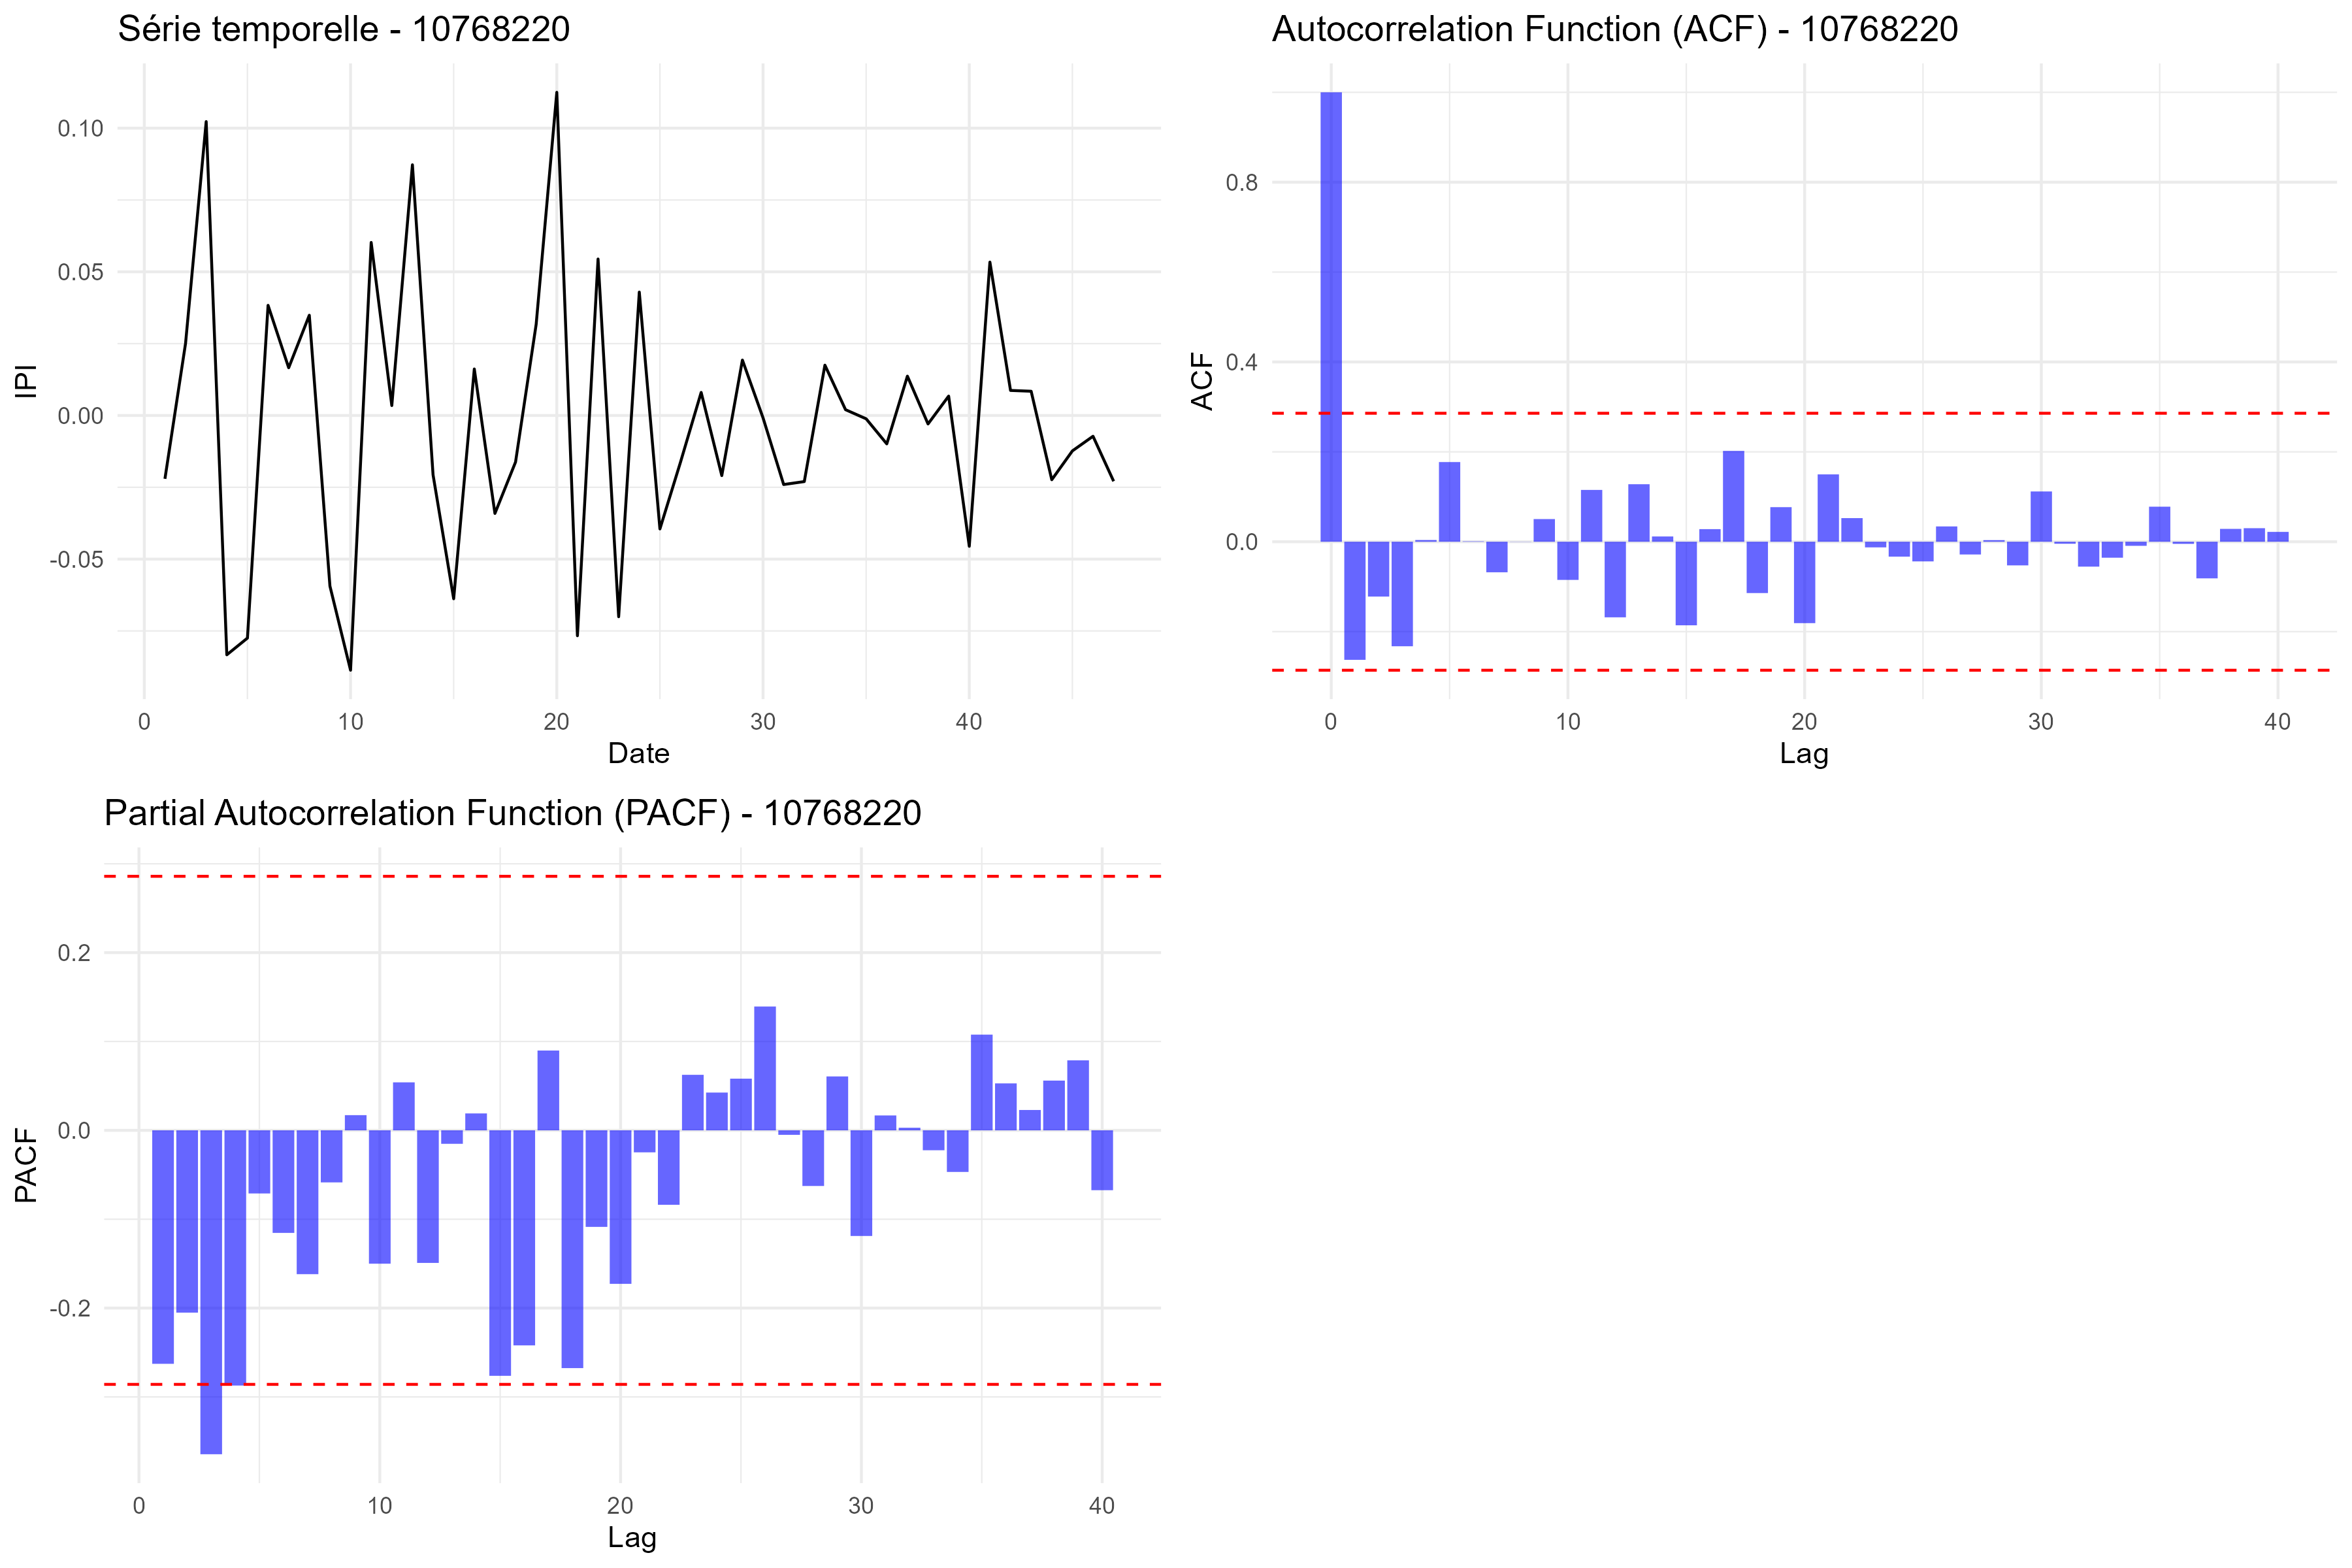 Série temporelle - 10768220
IPI
0.10
0.05
0.00
-0.05
0
10
20
30
40
Date
Autocorrelation Function (ACF) - 10768220
ACF
0.8
0.4
0.0
0
10
20
30
40
Lag
Partial Autocorrelation Function (PACF) - 10768220
PACF
0.2
0.0
-0.2
0
10
20
30
40
Lag